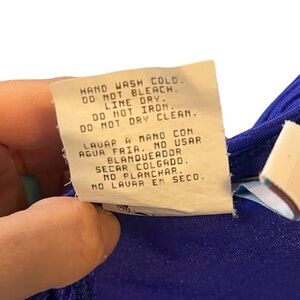 HAND WASH COLD.
DO NOT BLEACH.
LINE DRY.
DO NOT IRON.
DO NOT DRY CLEAN.
LAVAR A MANO CON
AGUA FRIA. NO USAR
BLANQUEADOR
SECAR COLGADO.
NO PLANCHAR.
NO LAVAR EN SECO.